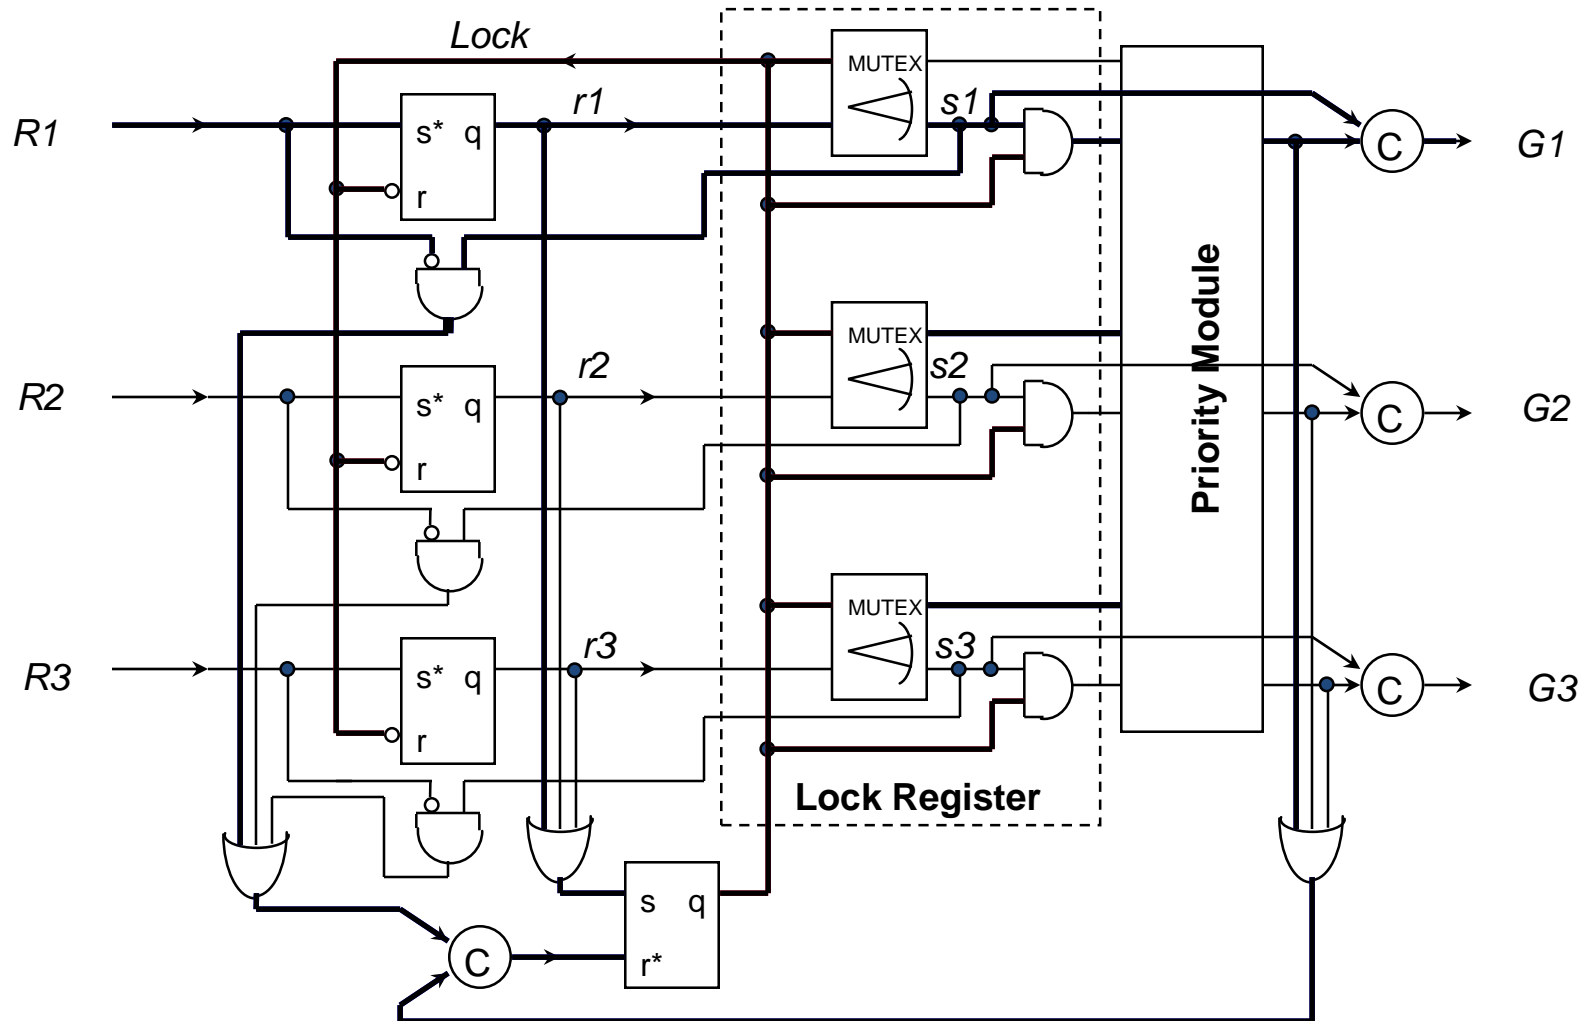 Lock
MUTEX
r1
s1
R1
s* q
r
C
G1
MUTEX
r2
s2
R2
s* q
r
C
G2
Priority Module
MUTEX
r3
s3
R3
s* q
r
C
G3
Lock Register
s q
r*
C